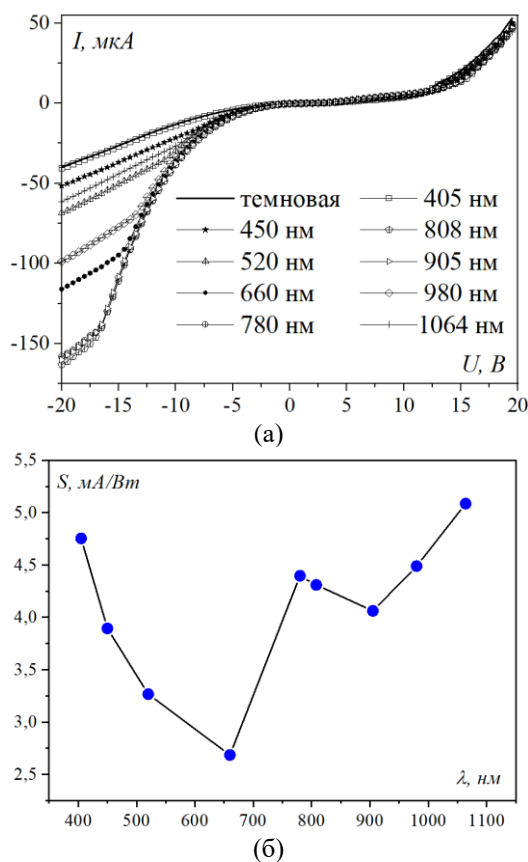 I, мкА
50
0
-50
-100
-150
темновая
405 нм
450 нм
808 нм
520 нм
905 нм
660 нм
980 нм
780 нм
1064 нм
U, В
-20 -15 -10 -5 0 5 10 15 20
(а)
S, мА/Вт
5,5
5,0
4,5
4,0
3,5
3,0
2,5
λ, нм
400 500 600 700 800 900 1000 1100
(б)